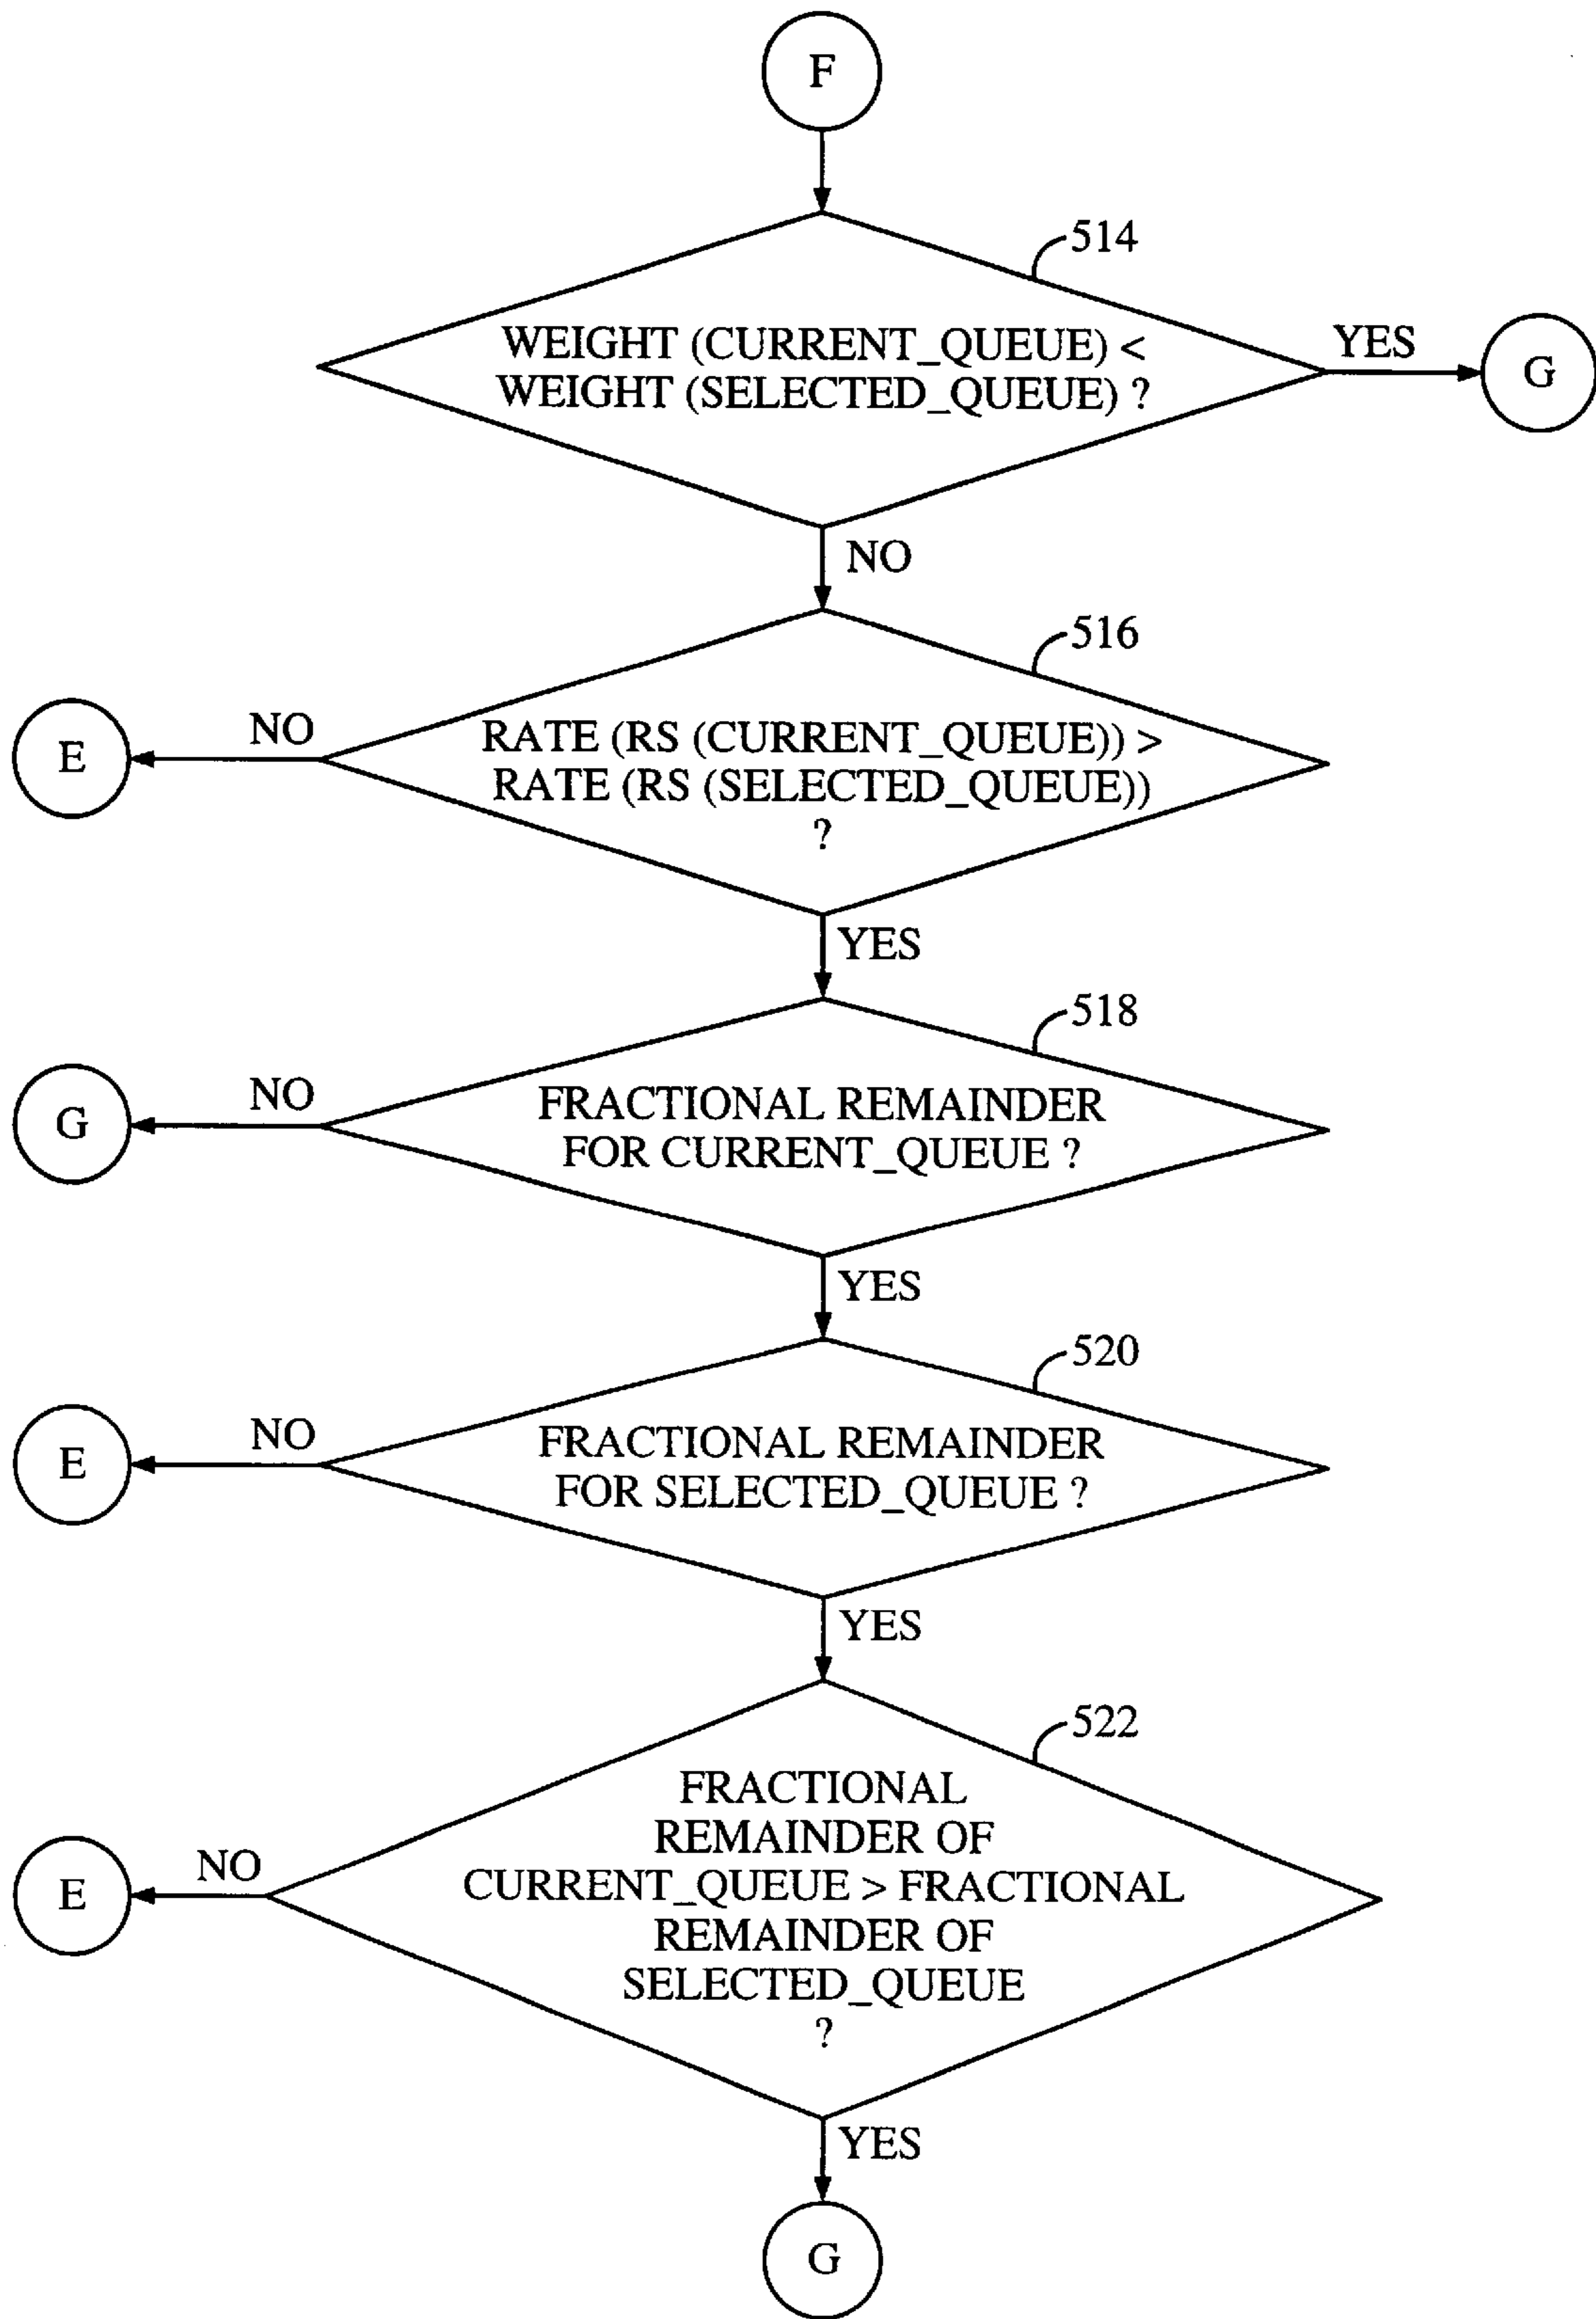 F
514
WEIGHT (CURRENT_QUEUE) <
WEIGHT (SELECTED_QUEUE) ?
YES
G
NO
516
RATE (RS (CURRENT_QUEUE)) >
RATE (RS (SELECTED_QUEUE))
?
NO
E
YES
518
FRACTIONAL REMAINDER
FOR CURRENT_QUEUE ?
NO
G
YES
520
FRACTIONAL REMAINDER
FOR SELECTED_QUEUE ?
NO
E
YES
522
FRACTIONAL
REMAINDER OF
CURRENT_QUEUE > FRACTIONAL
REMAINDER OF
SELECTED_QUEUE
?
NO
E
YES
G